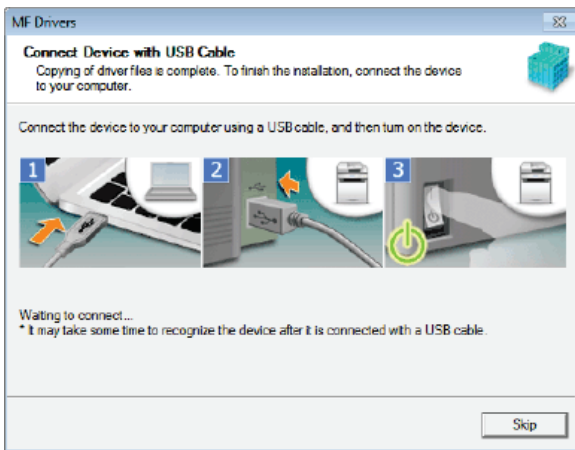 MF Drivers
Connect Device with USB Cable
Copying of driver files is complete. To finish the installation, connect the device
to your computer.
Connect the device to your computer using a USB cable, and then turn on the device.
1 2 3
Waiting to connect...
* It may take some time to recognize the device after it is connected with a USB cable.
Skip